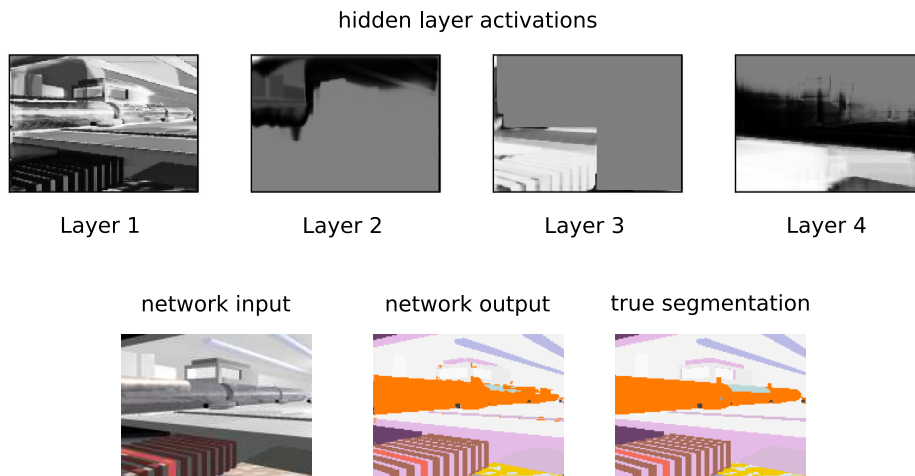 hidden layer activations
Layer 1
Layer 2
Layer 3
Layer 4
network input
network output
true segmentation